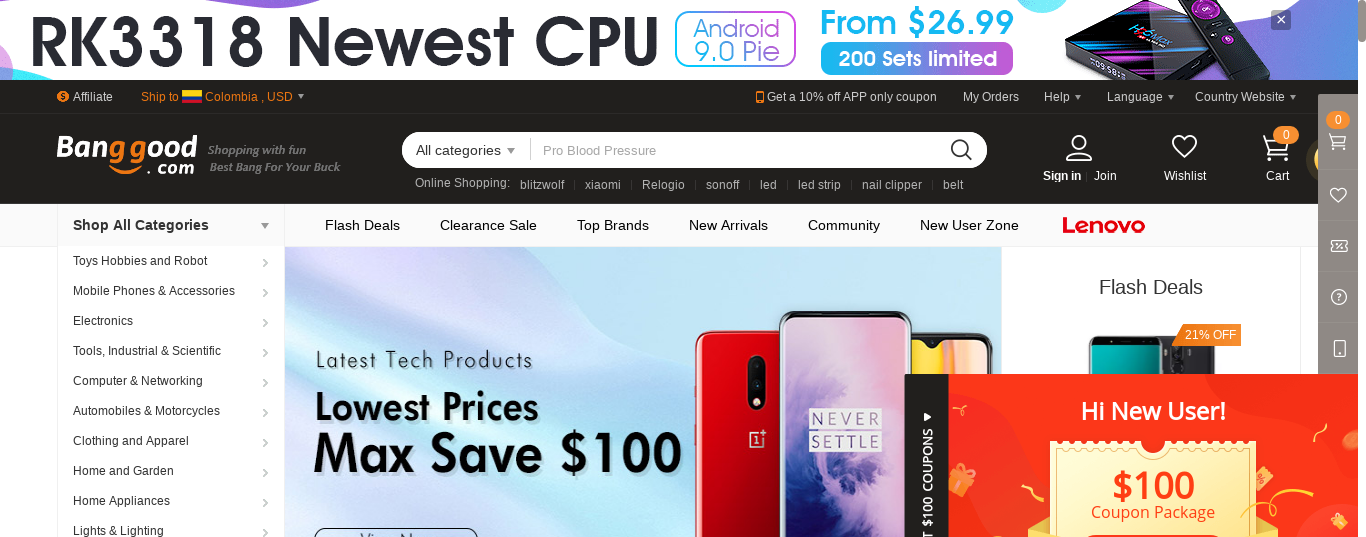 RK3318 Newest CPU
Android
9.0 Pie
From $26.99
200 Sets limited
Affiliate
Ship to Colombia , USD
Get a 10% off APP only coupon
My Orders
Help
Language
Country Website
Banggood
.com
Shopping with fun
Best Bang For Your Buck
All categories
Pro Blood Pressure
Online Shopping:
blitzwolf
xiaomi
Relogio
sonoff
led
led strip
nail clipper
belt
Sign in
Join
Wishlist
0
Cart
0
Shop All Categories
Flash Deals
Clearance Sale
Top Brands
New Arrivals
Community
New User Zone
Lenovo
Toys Hobbies and Robot
Mobile Phones & Accessories
Electronics
Tools, Industrial & Scientific
Computer & Networking
Automobiles & Motorcycles
Clothing and Apparel
Home and Garden
Home Appliances
Lights & Lighting
Latest Tech Products
Lowest Prices
Max Save $100
NEVER
SETTLE
Flash Deals
21% OFF
$100 COUPONS
Hi New User!
$100
Coupon Package